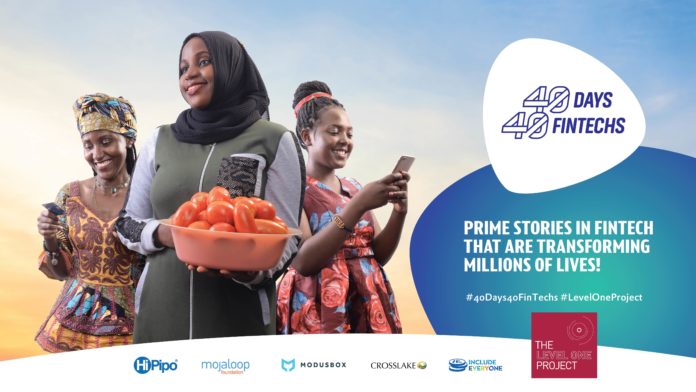 40 DAYS
40 FINTECHS
PRIME STORIES IN FINTECH
THAT ARE TRANSFORMING
MILLIONS OF LIVES!
#40Days40FinTechs #LevelOneProject
HiPipo
mojaloop
foundation
MODUSBOX
CROSSLAKE
INCLUDE
EVERYONE
THE
LEVEL ONE
PROJECT